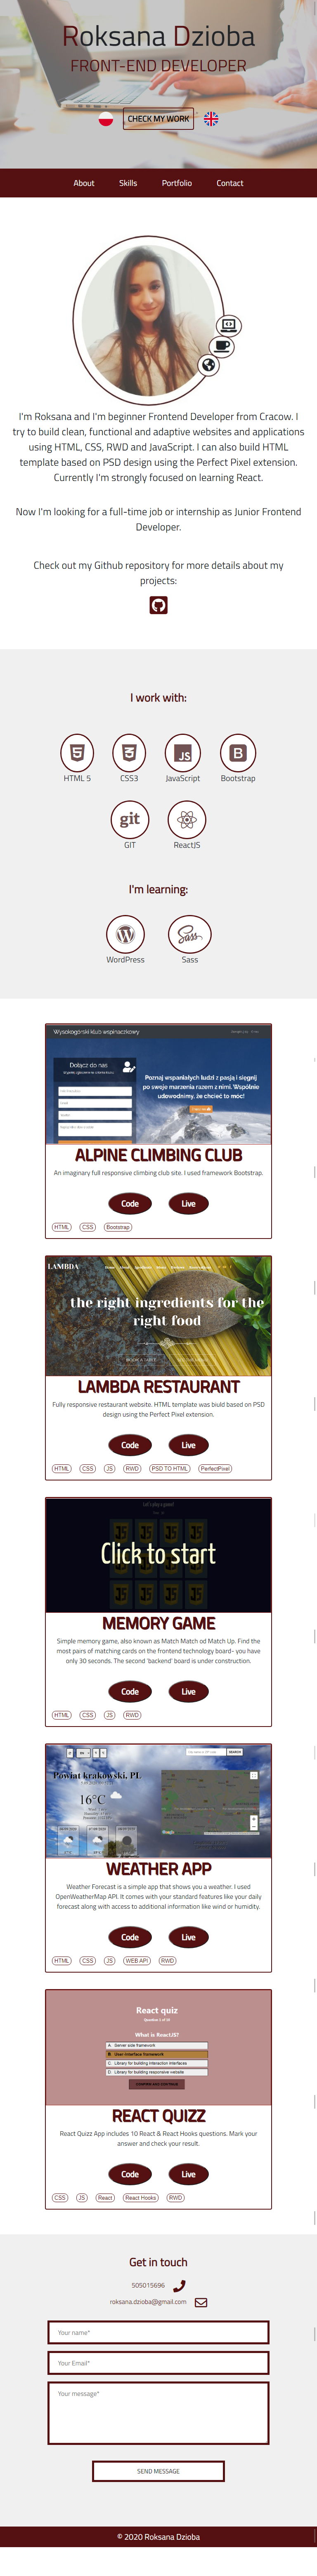 Roksana Dzioba
FRONT-END DEVELOPER
CHECK MY WORK
About Skills Portfolio Contact
I'm Roksana and I'm beginner Frontend Developer from Cracow. I
try to build clean, functional and adaptive websites and applications
using HTML, CSS, RWD and JavaScript. I can also build HTML
template based on PSD design using the Perfect Pixel extension.
Currently I'm strongly focused on learning React.
Now I'm looking for a full-time job or internship as Junior Frontend
Developer.
Check out my Github repository for more details about my
projects:
I work with:
HTML 5 CSS3 JavaScript Bootstrap
git
GIT ReactJS
I'm learning:
WordPress Sass
Wysokogórski klub wspinaczkowy
Dołącz do nas
Poznaj wspaniałych ludzi z pasją i sięgnij
po swoje marzenia razem z nimi. Wspólnie
udowodnimy, że chcieć to móc!
ALPINE CLIMBING CLUB
An imaginary full responsive climbing club site. I used framework Bootstrap.
Code Live
HTML CSS Bootstrap
LAMBDA
the right ingredients for the
right food
LAMBDA RESTAURANT
Fully responsive restaurant website. HTML template was biuld based on PSD
design using the Perfect Pixel extension.
Code Live
HTML CSS JS RWD PSD TO HTML PerfectPixel
Click to start
MEMORY GAME
Simple memory game, also known as Match Match od Match Up. Find the
most pairs of matching cards on the frontend technology board- you have
only 30 seconds. The second 'backend' board is under construction.
Code Live
HTML CSS JS RWD
SEARCH
Powiat krakowski, PL
16°C
WEATHER APP
Weather Forecast is a simple app that shows you a weather. I used
OpenWeatherMap API. It comes with your standard features like your daily
forecast along with access to additional information like wind or humidity.
Code Live
HTML CSS JS WEB API RWD
React quiz
Question 1 of 10
What is ReactJS?
A. Server side framework
B. User-interface framework
C. Library for building interaction interfaces
D. Library for building responsive website
CONFIRM AND CONTINUE
REACT QUIZZ
React Quizz App includes 10 React & React Hooks questions. Mark your
answer and check your result.
Code Live
CSS JS React React Hooks RWD
Get in touch
505015696
roksana.dzioba@gmail.com
Your name*
Your Email*
Your message*
SEND MESSAGE
© 2020 Roksana Dzioba